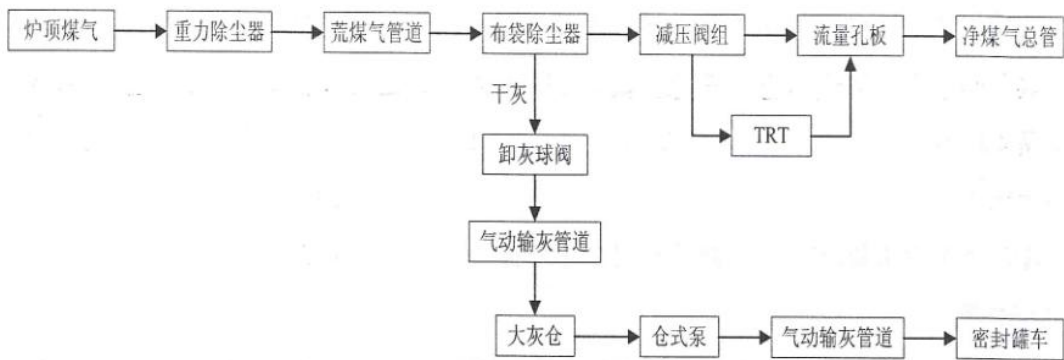 炉顶煤气
重力除尘器
荒煤气管道
布袋除尘器
减压阀组
流量孔板
净煤气总管
干灰
TRT
卸灰球阀
气动输灰管道
大灰仓
仓式泵
气动输灰管道
密封罐车